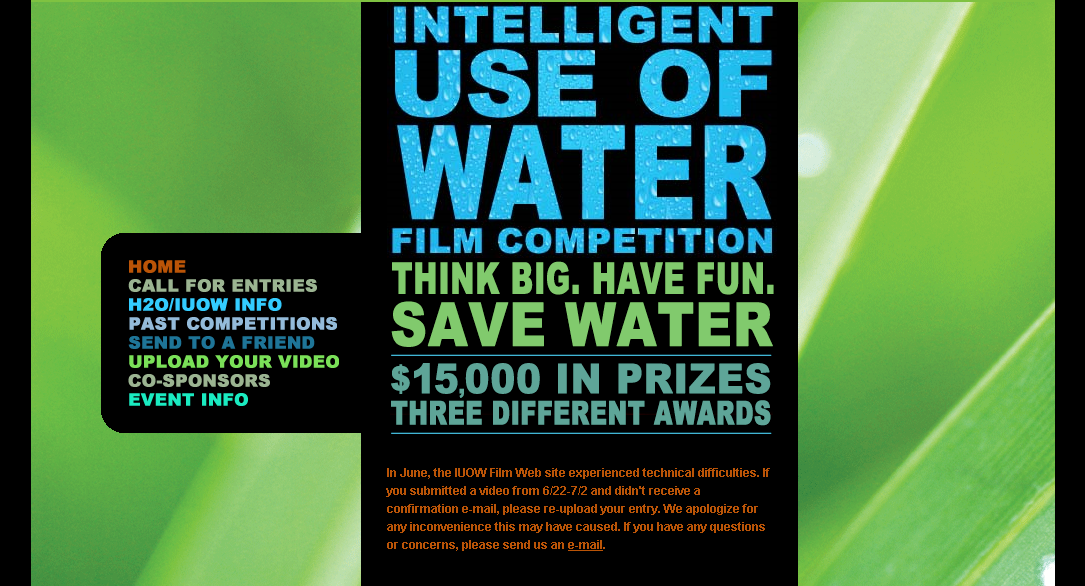 INTELLIGENT
USE OF
WATER
FILM COMPETITION
THINK BIG. HAVE FUN.
SAVE WATER
$15,000 IN PRIZES
THREE DIFFERENT AWARDS
HOME
CALL FOR ENTRIES
H2O/IUOW INFO
PAST COMPETITIONS
SEND TO A FRIEND
UPLOAD YOUR VIDEO
CO-SPONSORS
EVENT INFO
In June, the IUOW Film Web site experienced technical difficulties. If
you submitted a video from 6/22-7/2 and didn't receive a
confirmation e-mail, please re-upload your entry. We apologize for
any inconvenience this may have caused. If you have any questions
or concerns, please send us an e-mail.